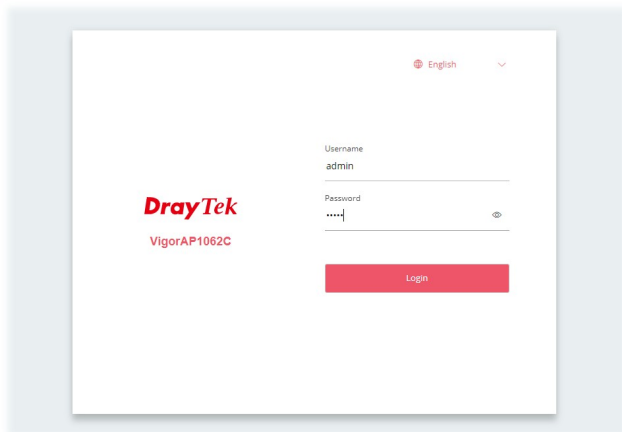 English
Username
admin
Password
•••••
DrayTek
VigorAP1062C
Login